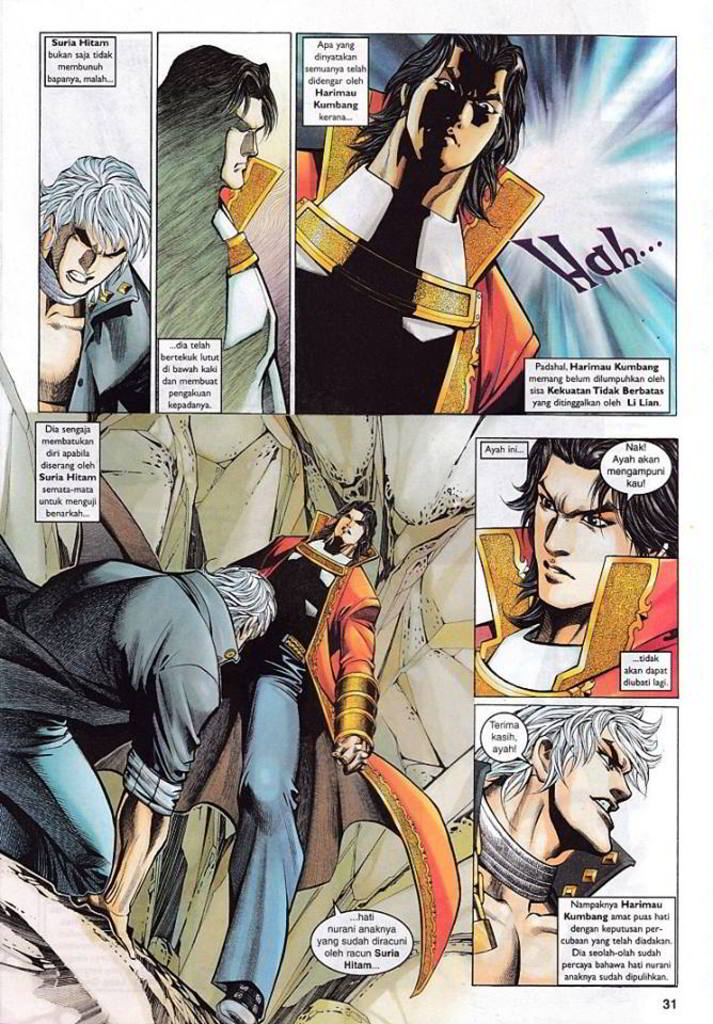 Suria Hitam
bukan saja tidak
membunuh
bapanya, malah...
...dia telah
bertekuk lutut
di bawah kaki
dan membuat
pengakuan
kepadanya.
Apa yang
dinyatakan
semuanya telah
didengar oleh
Harimau
Kumbang
kerana...
Hah...
Padahal, Harimau Kumbang
memang belum dilumpuhkan oleh
sisa Kekuatan Tidak Berbatas
yang ditinggalkan oleh Li Lian.
Dia sengaja
membatukan
diri apabila
diserang oleh
Suria Hitam
semata-mata
untuk menguji
benarkah...
...hati
nurani anaknya
yang sudah diracuni
oleh racun Suria
Hitam...
Ayah ini...
Nak!
Ayah akan
mengampuni
kau!
...tidak
akan dapat
diubati lagi.
Terima
kasih,
ayah!
Nampaknya Harimau
Kumbang amat puas hati
dengan keputusan per-
cubaan yang telah diadakan.
Dia seolah-olah sudah
percaya bahawa hati nurani
anaknya sudah dipulihkan.
31